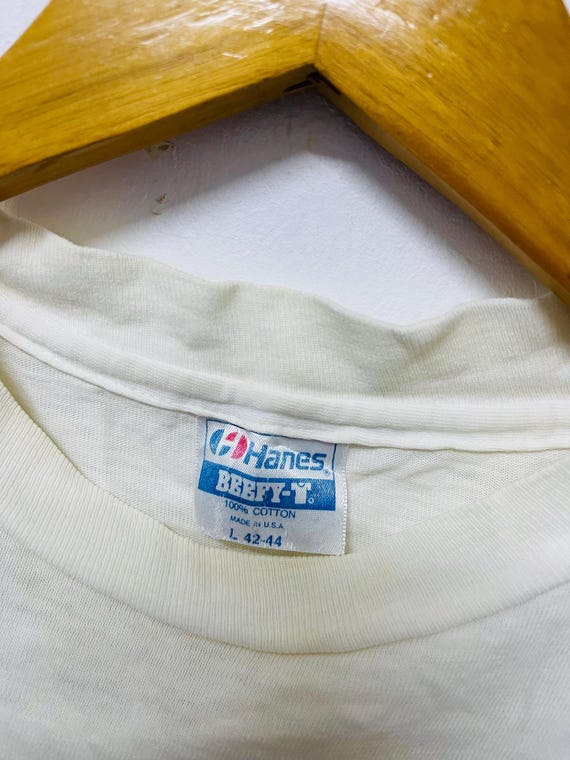 Hanes®
BEEFY-T®
100% COTTON
MADE IN U.S.A
L 42-44